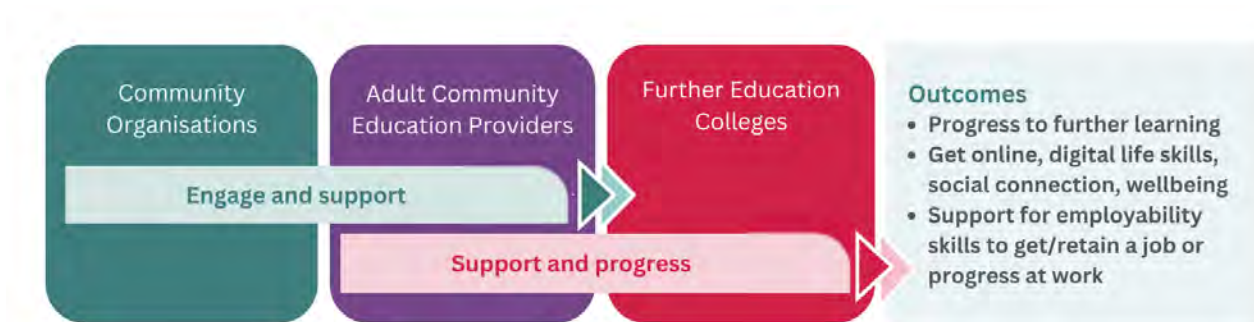 Community
Organisations
Adult Community
Education Providers
Further Education
Colleges
Engage and support
Support and progress
Outcomes
• Progress to further learning
• Get online, digital life skills,
social connection, wellbeing
• Support for employability
skills to get/retain a job or
progress at work